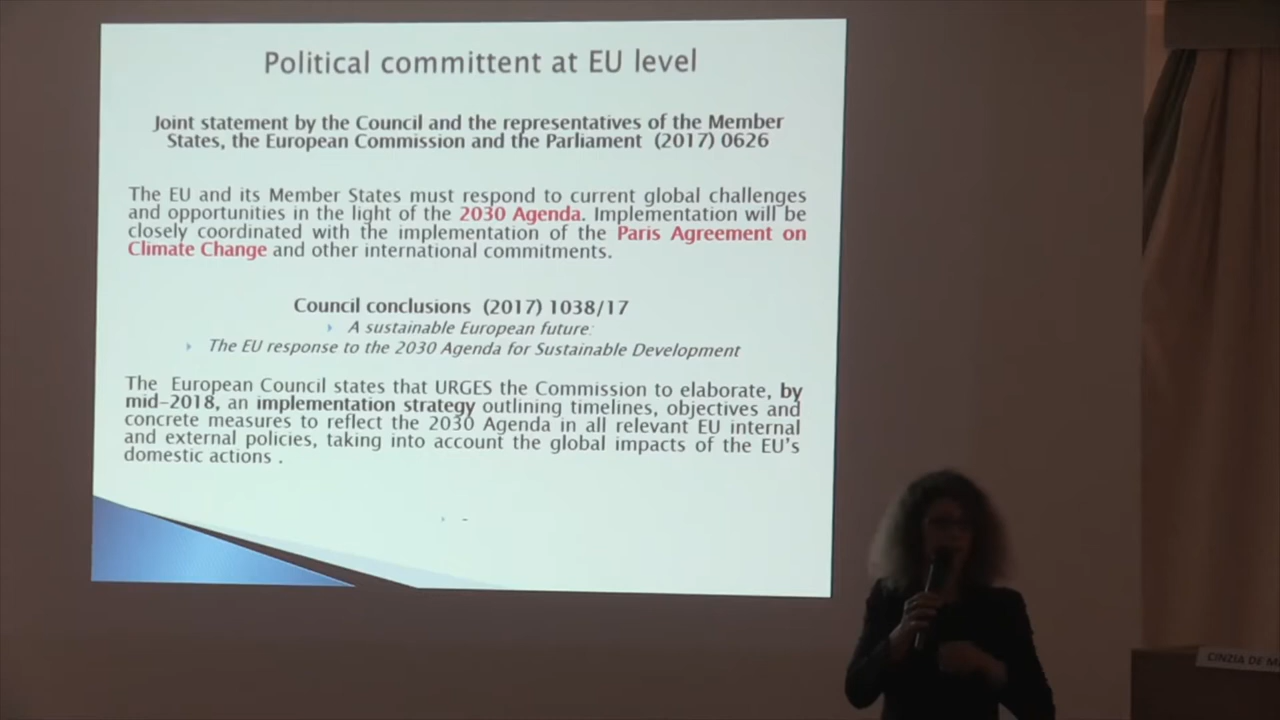 Political committent at EU level
Joint statement by the Council and the representatives of the Member
States, the European Commission and the Parliament (2017) 0626
The EU and its Member States must respond to current global challenges
and opportunities in the light of the 2030 Agenda. Implementation will be
closely coordinated with the implementation of the Paris Agreement on
Climate Change and other international commitments.
Council conclusions (2017) 1038/17
A sustainable European future:
The EU response to the 2030 Agenda for Sustainable Development
The European Council states that URGES the Commission to elaborate, by
mid-2018, an implementation strategy outlining timelines, objectives and
concrete measures to reflect the 2030 Agenda in all relevant EU internal
and external policies, taking into account the global impacts of the EU's
domestic actions .
-
CINZIA DE